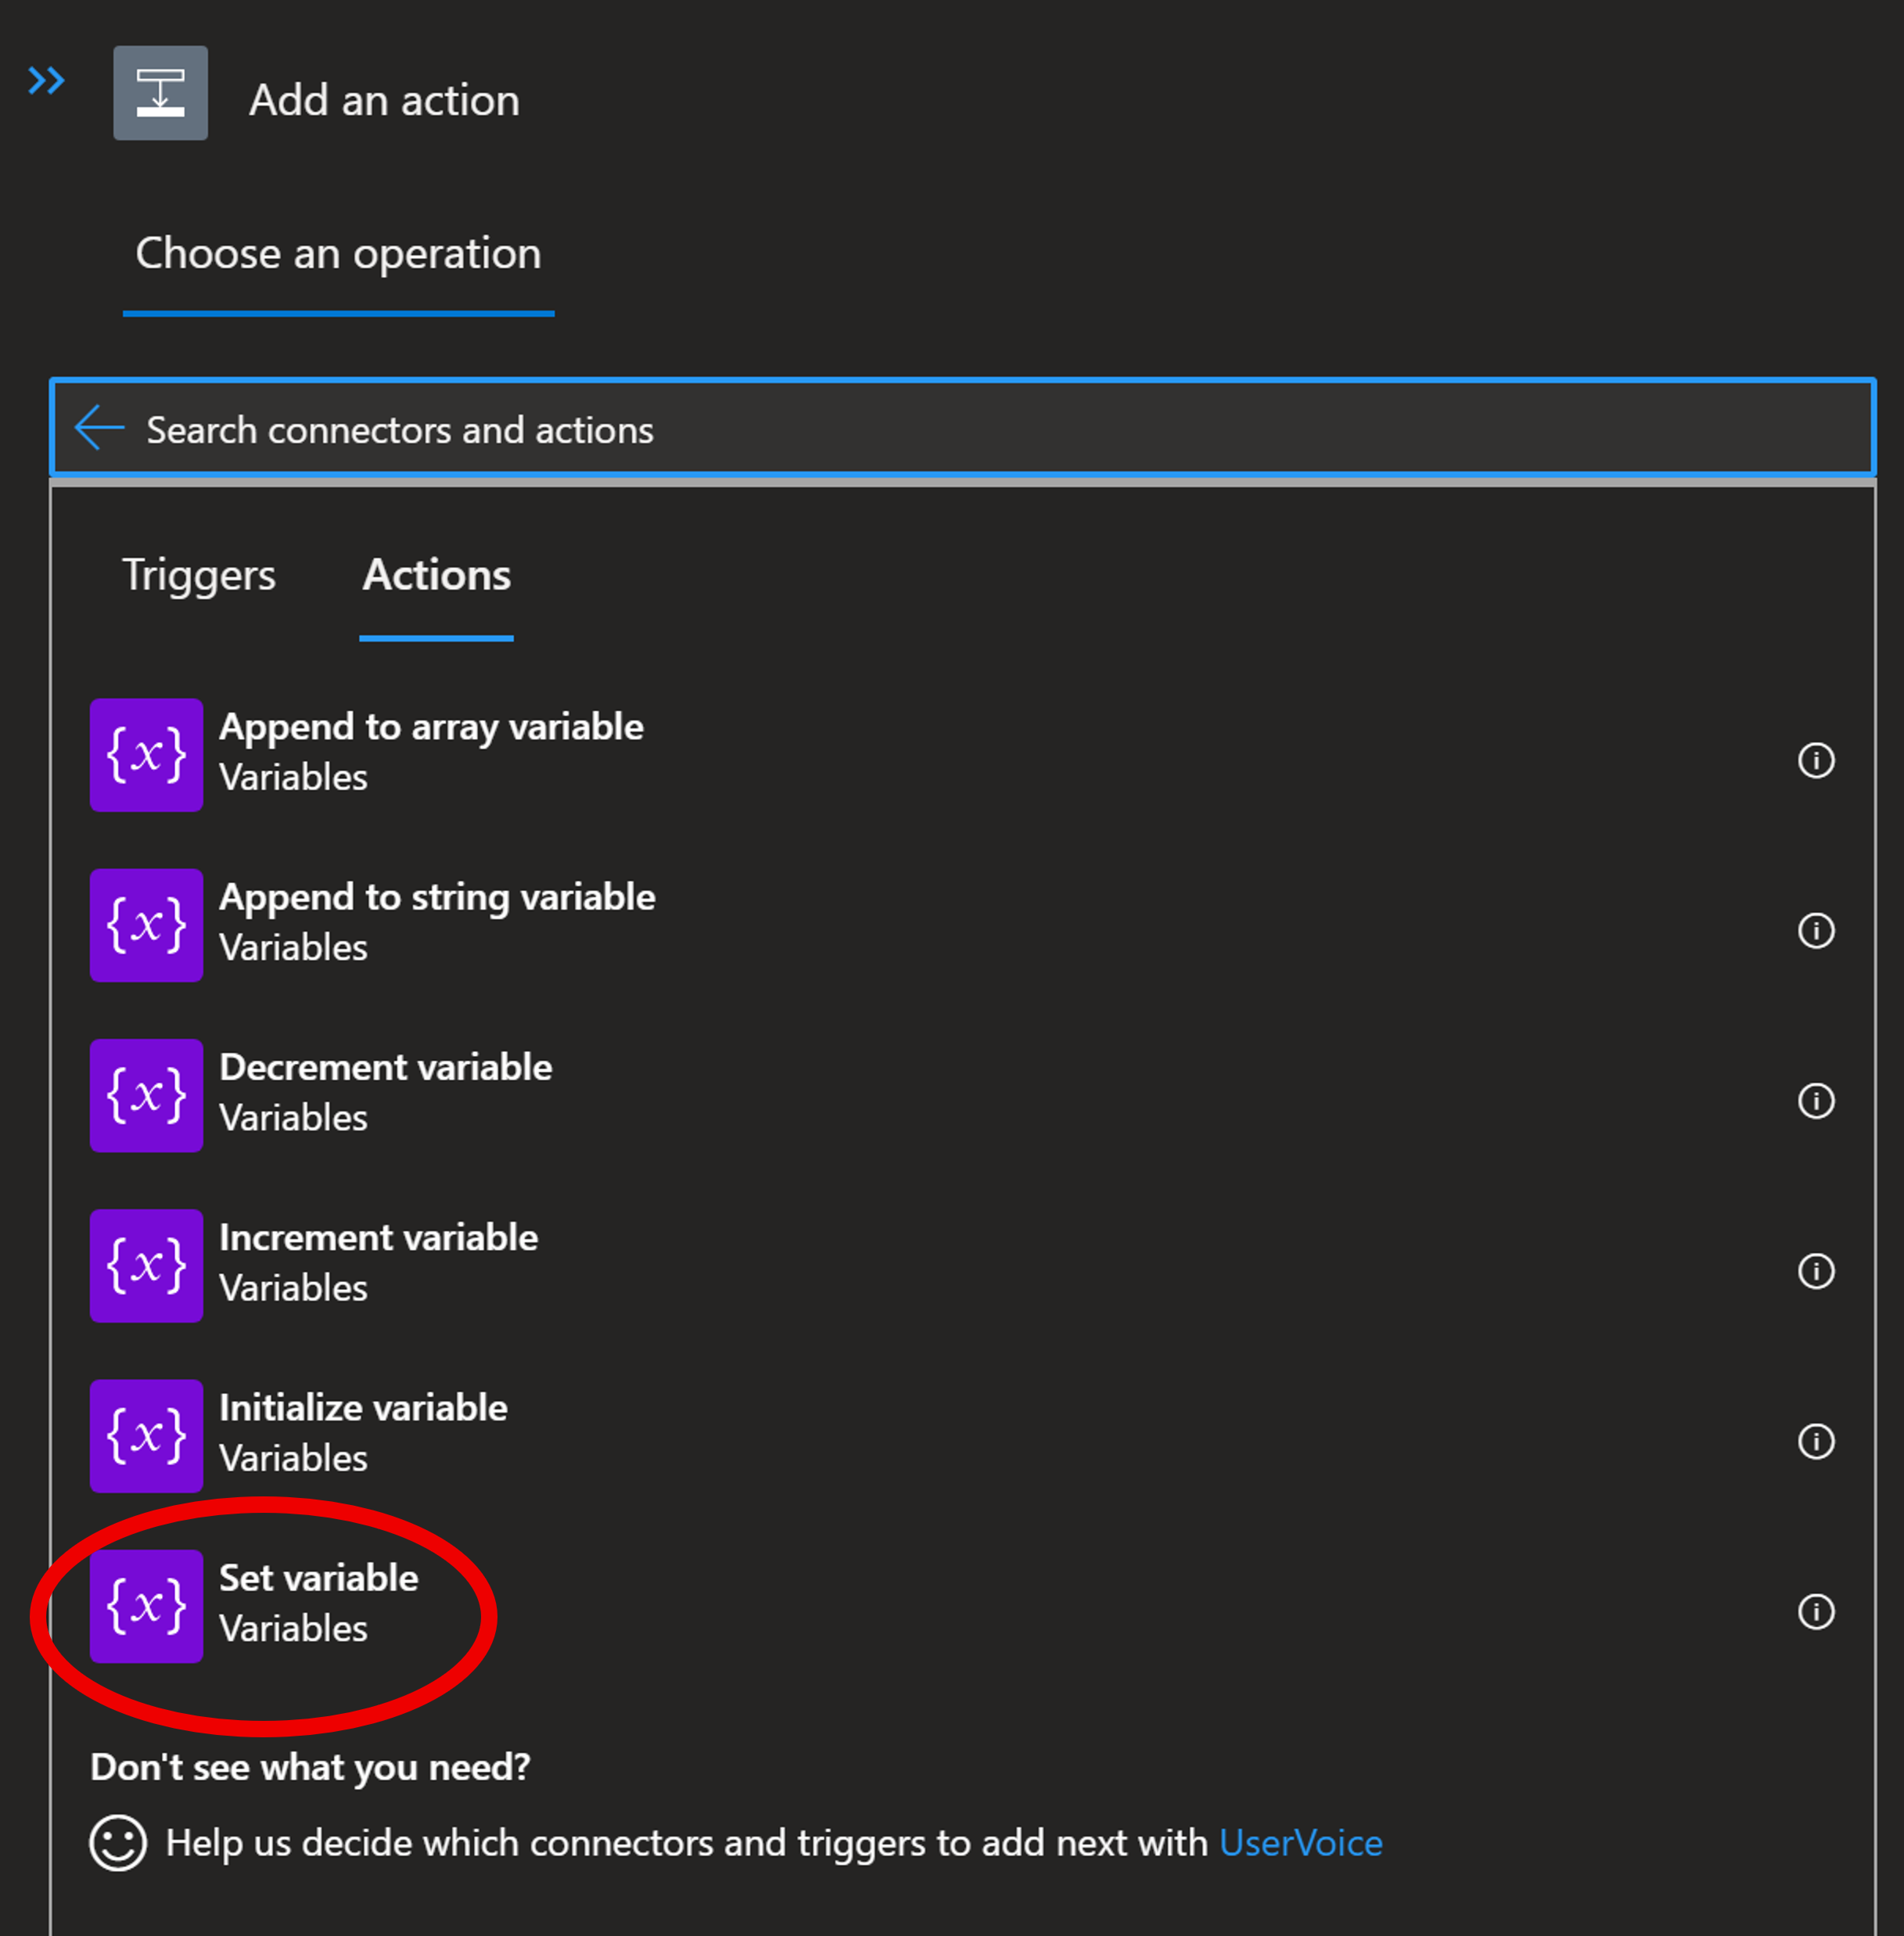 Add an action
Choose an operation
Search connectors and actions
Triggers Actions
{x} Append to array variable
Variables
{x} Append to string variable
Variables
{x} Decrement variable
Variables
{x} Increment variable
Variables
{x} Initialize variable
Variables
{x} Set variable
Variables
Don't see what you need?
Help us decide which connectors and triggers to add next with UserVoice